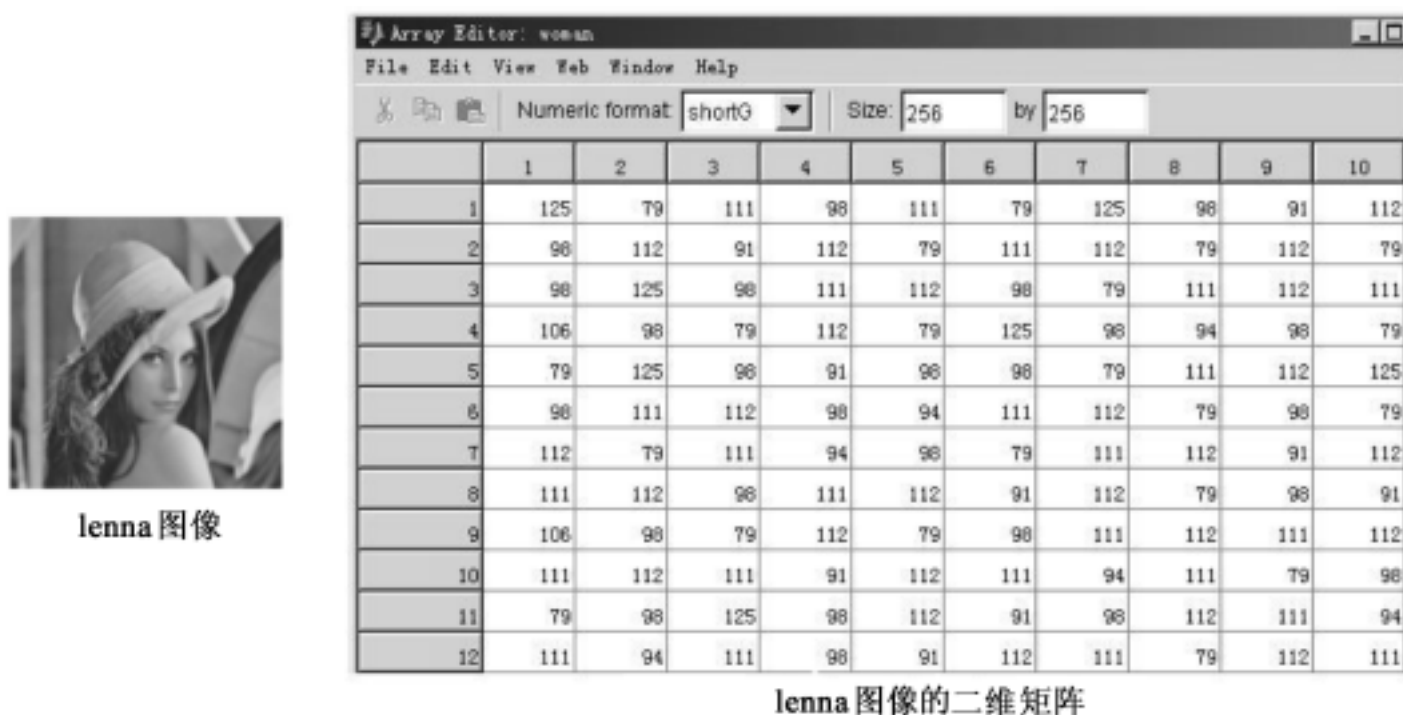 Array Editor: woman
File Edit View Web Window Help
Numeric format: shortG Size: 256 by 256
1 2 3 4 5 6 7 8 9 10
1 125 79 111 98 111 79 125 98 91 112
2 98 112 91 112 79 111 112 79 112 79
3 98 125 98 111 112 98 79 111 112 111
4 106 98 79 112 79 125 98 94 98 79
5 79 125 98 91 98 98 79 111 112 125
6 98 111 112 98 94 111 112 79 98 79
7 112 79 111 94 98 79 111 112 91 112
8 111 112 98 111 112 91 112 79 98 91
9 106 98 79 112 79 98 111 112 111 112
10 111 112 111 91 112 111 94 111 79 98
11 79 98 125 98 112 91 98 112 111 94
12 111 94 111 98 91 112 111 79 112 111
lenna图像
lenna图像的二维矩阵